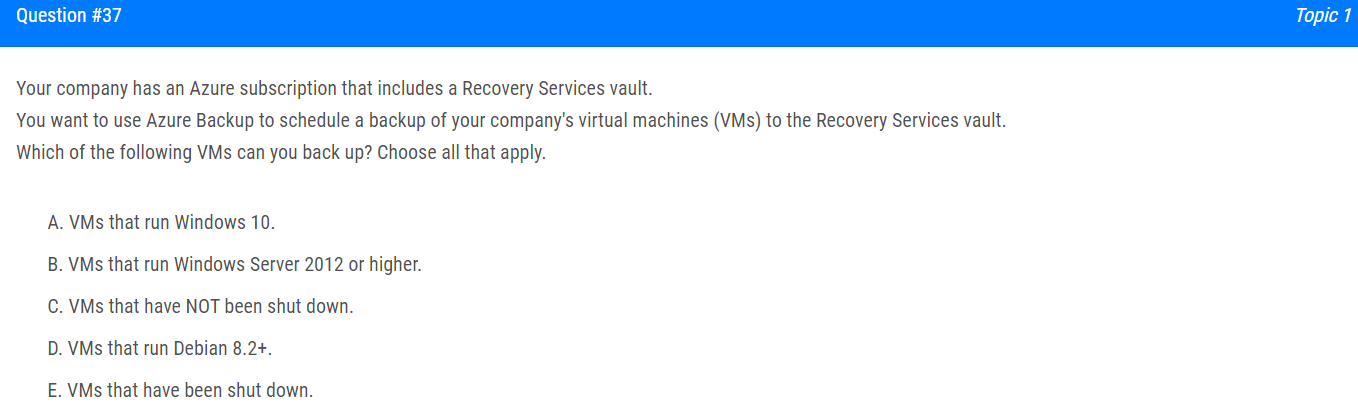 Question #37
Topic 1
Your company has an Azure subscription that includes a Recovery Services vault.
You want to use Azure Backup to schedule a backup of your company's virtual machines (VMs) to the Recovery Services vault.
Which of the following VMs can you back up? Choose all that apply.
A. VMs that run Windows 10.
B. VMs that run Windows Server 2012 or higher.
C. VMs that have NOT been shut down.
D. VMs that run Debian 8.2+.
E. VMs that have been shut down.